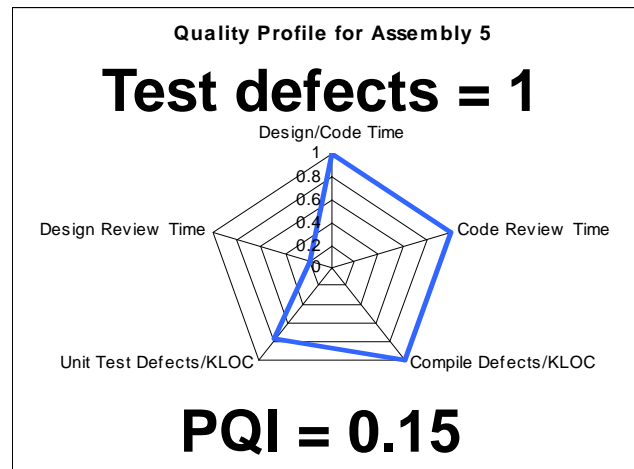 Quality Profile for Assembly 5
Test defects = 1
Design/Code Time
1
0.8
0.6
0.4
0.2
0
Design Review Time
Code Review Time
Unit Test Defects/KLOC
Compile Defects/KLOC
PQI = 0.15